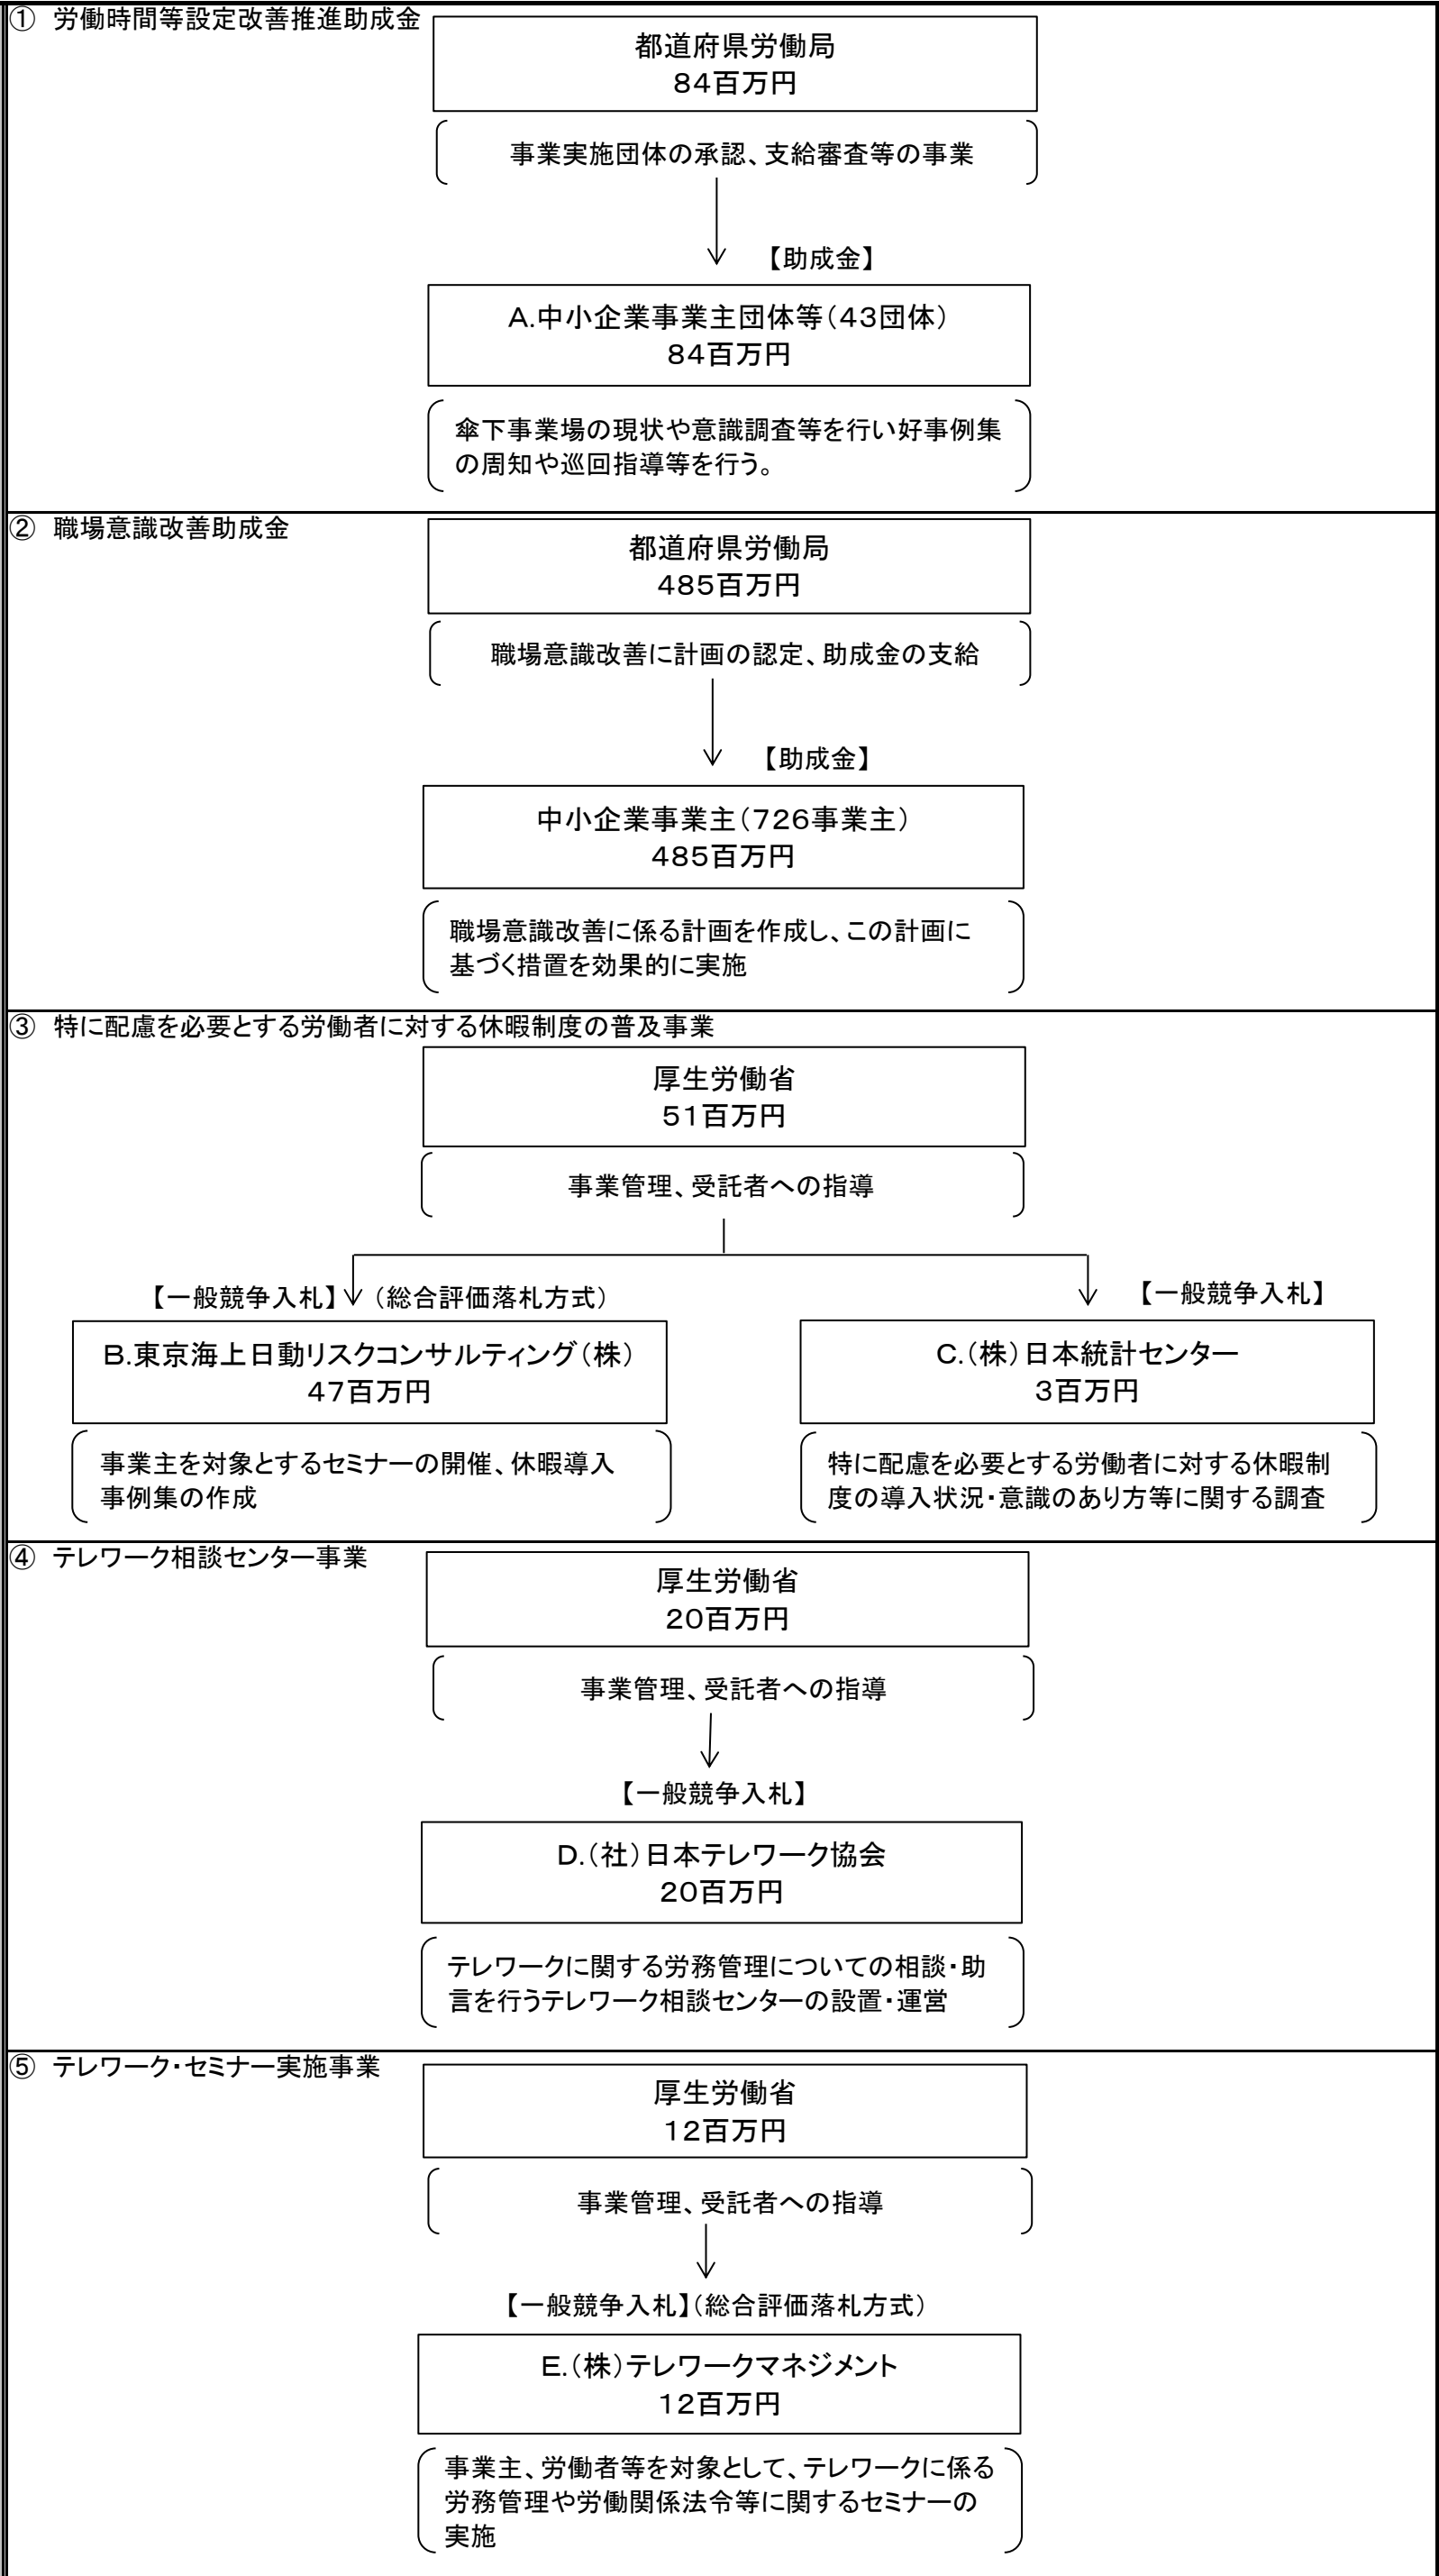 ① 労働時間等設定改善推進助成金
都道府県労働局
84百万円
事業実施団体の承認、支給審査等の事業
【助成金】
A.中小企業事業主団体等(43団体)
84百万円
傘下事業場の現状や意識調査等を行い好事例集
の周知や巡回指導等を行う。
② 職場意識改善助成金
都道府県労働局
485百万円
職場意識改善に計画の認定、助成金の支給
【助成金】
中小企業事業主(726事業主)
485百万円
職場意識改善に係る計画を作成し、この計画に
基づく措置を効果的に実施
③ 特に配慮を必要とする労働者に対する休暇制度の普及事業
厚生労働省
51百万円
事業管理、受託者への指導
【一般競争入札】 (総合評価落札方式)
【一般競争入札】
B.東京海上日動リスクコンサルティング(株)
47百万円
C.(株)日本統計センター
3百万円
事業主を対象とするセミナーの開催、休暇導入
事例集の作成
特に配慮を必要とする労働者に対する休暇制
度の導入状況・意識のあり方等に関する調査
④ テレワーク相談センター事業
厚生労働省
20百万円
事業管理、受託者への指導
【一般競争入札】
D.(社)日本テレワーク協会
20百万円
テレワークに関する労務管理についての相談・助
言を行うテレワーク相談センターの設置・運営
⑤ テレワーク・セミナー実施事業
厚生労働省
12百万円
事業管理、受託者への指導
【一般競争入札】(総合評価落札方式)
E.(株)テレワークマネジメント
12百万円
事業主、労働者等を対象として、テレワークに係る
労務管理や労働関係法令等に関するセミナーの
実施